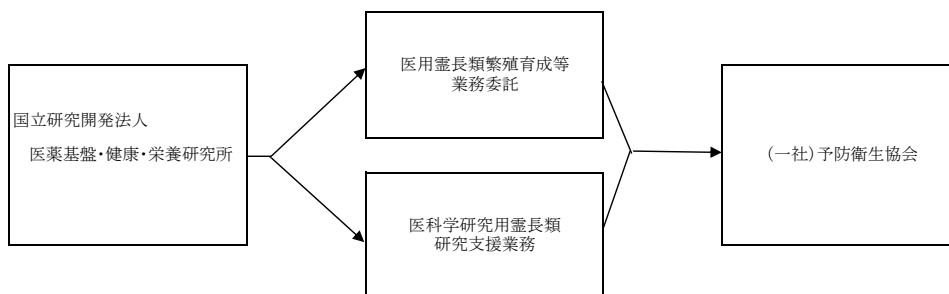 国立研究開発法人
医薬基盤・健康・栄養研究所
医用霊長類繁殖育成等
業務委託
医科学研究用霊長類
研究支援業務
(一社)予防衛生協会